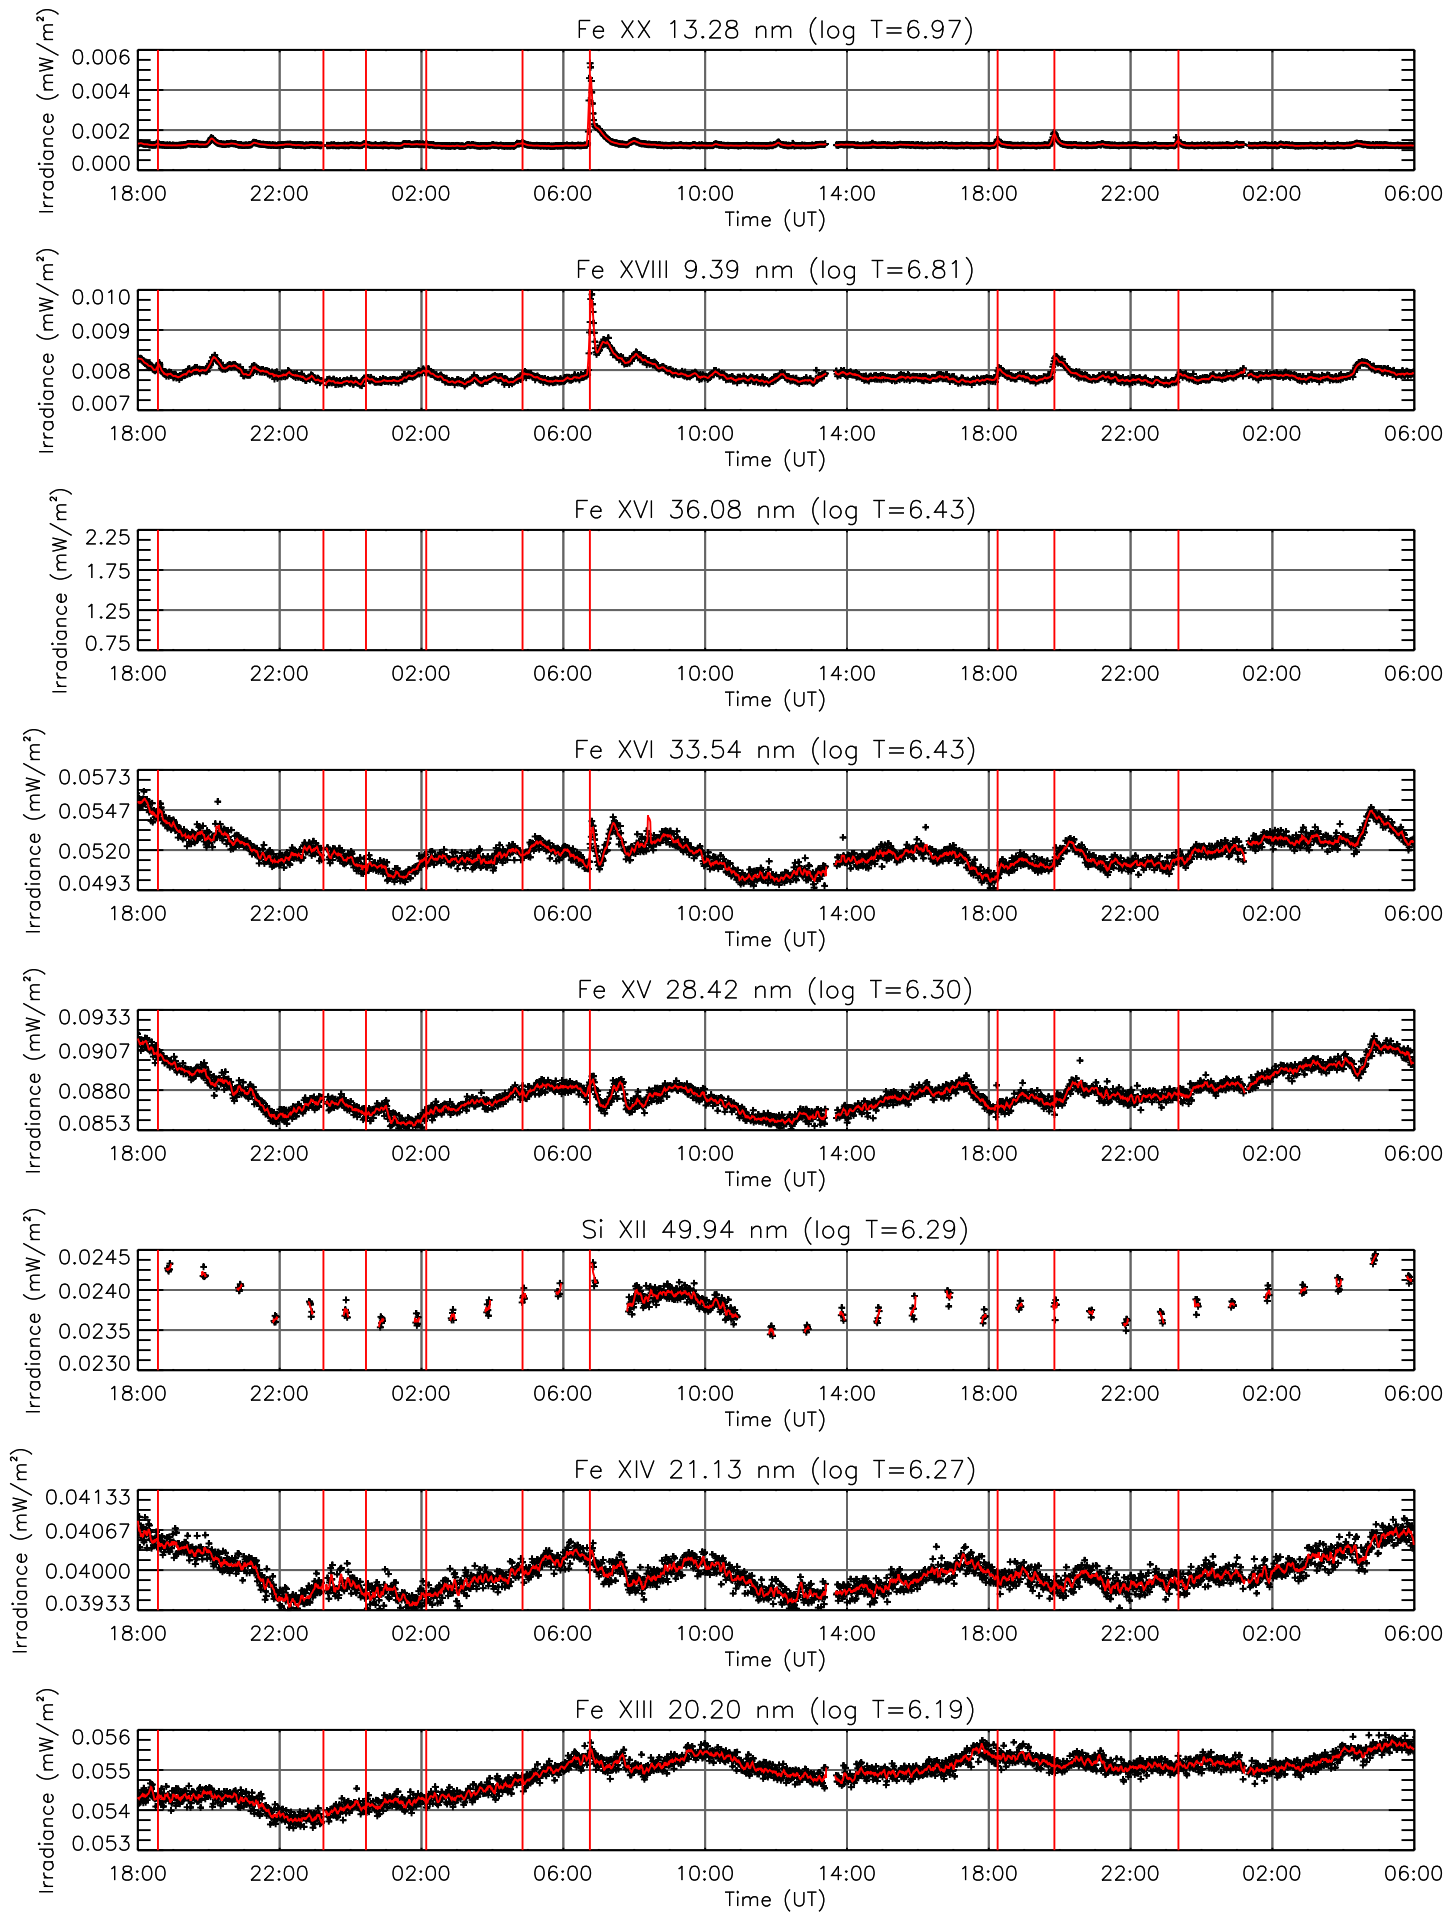 Fe XX 13.28 nm (log T=6.97)
Irradiance (mW/m²)
0.006
0.004
0.002
0.000
18:00 22:00 02:00 06:00 10:00 14:00 18:00 22:00 02:00 06:00
Time (UT)
Fe XVIII 9.39 nm (log T=6.81)
Irradiance (mW/m²)
0.010
0.009
0.008
0.007
18:00 22:00 02:00 06:00 10:00 14:00 18:00 22:00 02:00 06:00
Time (UT)
Fe XVI 36.08 nm (log T=6.43)
Irradiance (mW/m²)
2.25
1.75
1.25
0.75
18:00 22:00 02:00 06:00 10:00 14:00 18:00 22:00 02:00 06:00
Time (UT)
Fe XVI 33.54 nm (log T=6.43)
Irradiance (mW/m²)
0.0573
0.0547
0.0520
0.0493
18:00 22:00 02:00 06:00 10:00 14:00 18:00 22:00 02:00 06:00
Time (UT)
Fe XV 28.42 nm (log T=6.30)
Irradiance (mW/m²)
0.0933
0.0907
0.0880
0.0853
18:00 22:00 02:00 06:00 10:00 14:00 18:00 22:00 02:00 06:00
Time (UT)
Si XII 49.94 nm (log T=6.29)
Irradiance (mW/m²)
0.0245
0.0240
0.0235
0.0230
18:00 22:00 02:00 06:00 10:00 14:00 18:00 22:00 02:00 06:00
Time (UT)
Fe XIV 21.13 nm (log T=6.27)
Irradiance (mW/m²)
0.04133
0.04067
0.04000
0.03933
18:00 22:00 02:00 06:00 10:00 14:00 18:00 22:00 02:00 06:00
Time (UT)
Fe XIII 20.20 nm (log T=6.19)
Irradiance (mW/m²)
0.056
0.055
0.054
0.053
18:00 22:00 02:00 06:00 10:00 14:00 18:00 22:00 02:00 06:00
Time (UT)